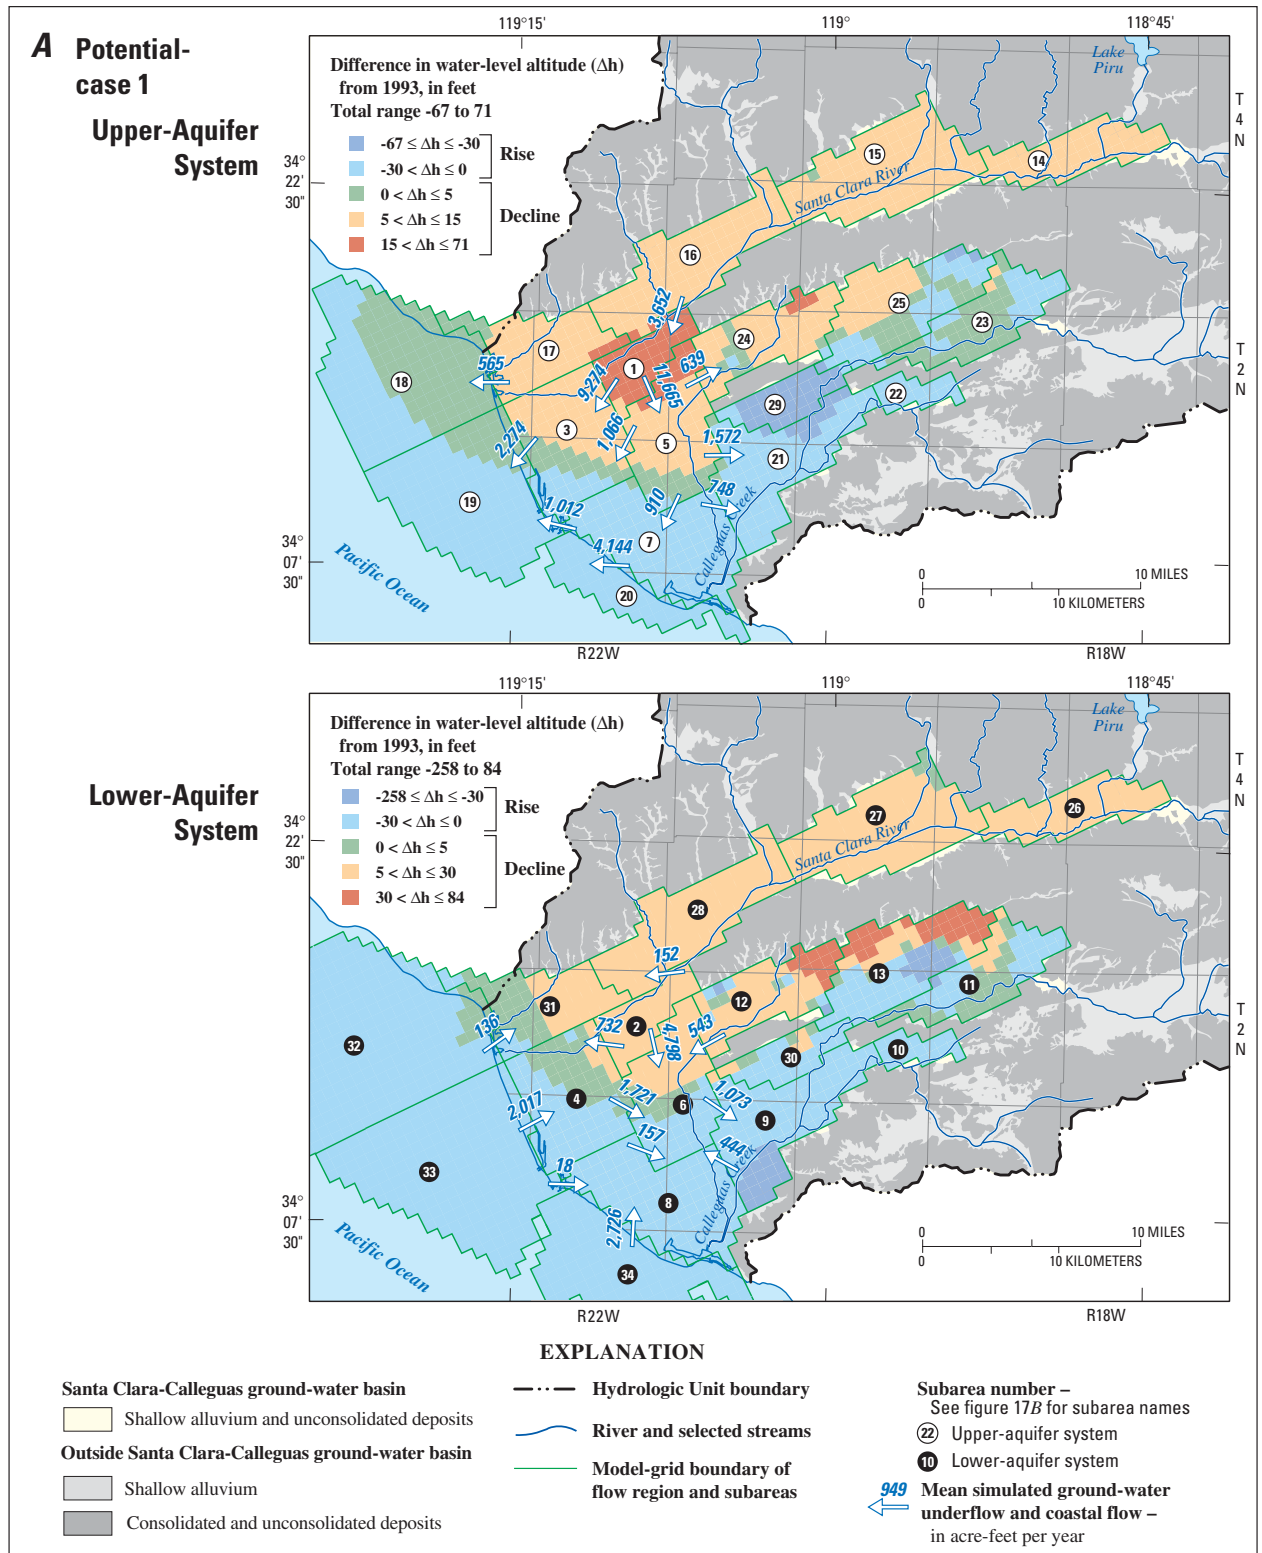 A Potential-
case 1
Upper-Aquifer
System
119°15'
119°
118°45'
Difference in water-level altitude (Δh)
from 1993, in feet
Total range -67 to 71
-67 ≤ Δh ≤ -30
-30 < Δh ≤ 0
Rise
0 < Δh ≤ 5
5 < Δh ≤ 15
15 < Δh ≤ 71
Decline
Lake
Piru
T
4
N
T
2
N
34°
22'
30"
34°
07'
30"
Santa Clara River
Calleguas Creek
Pacific Ocean
15
14
16
25
23
24
17
1
18
29
22
3
5
21
19
7
20
3,652
565
9,274
11,665
639
1,066
1,572
2,274
910
748
1,012
4,144
0 10 MILES
0 10 KILOMETERS
R22W
R18W
Lower-Aquifer
System
119°15'
119°
118°45'
Difference in water-level altitude (Δh)
from 1993, in feet
Total range -258 to 84
-258 ≤ Δh ≤ -30
-30 < Δh ≤ 0
Rise
0 < Δh ≤ 5
5 < Δh ≤ 30
30 < Δh ≤ 84
Decline
Lake
Piru
T
4
N
T
2
N
34°
22'
30"
34°
07'
30"
Santa Clara River
Calleguas Creek
Pacific Ocean
27
26
28
13
11
12
31
2
32
30
10
4
6
9
33
8
34
152
136
732
4,798
543
1,721
1,073
2,017
157
444
18
2,726
0 10 MILES
0 10 KILOMETERS
R22W
R18W
EXPLANATION
Santa Clara-Calleguas ground-water basin
Shallow alluvium and unconsolidated deposits
Outside Santa Clara-Calleguas ground-water basin
Shallow alluvium
Consolidated and unconsolidated deposits
Hydrologic Unit boundary
River and selected streams
Model-grid boundary of
flow region and subareas
Subarea number –
See figure 17B for subarea names
22 Upper-aquifer system
10 Lower-aquifer system
949 Mean simulated ground-water
underflow and coastal flow –
in acre-feet per year